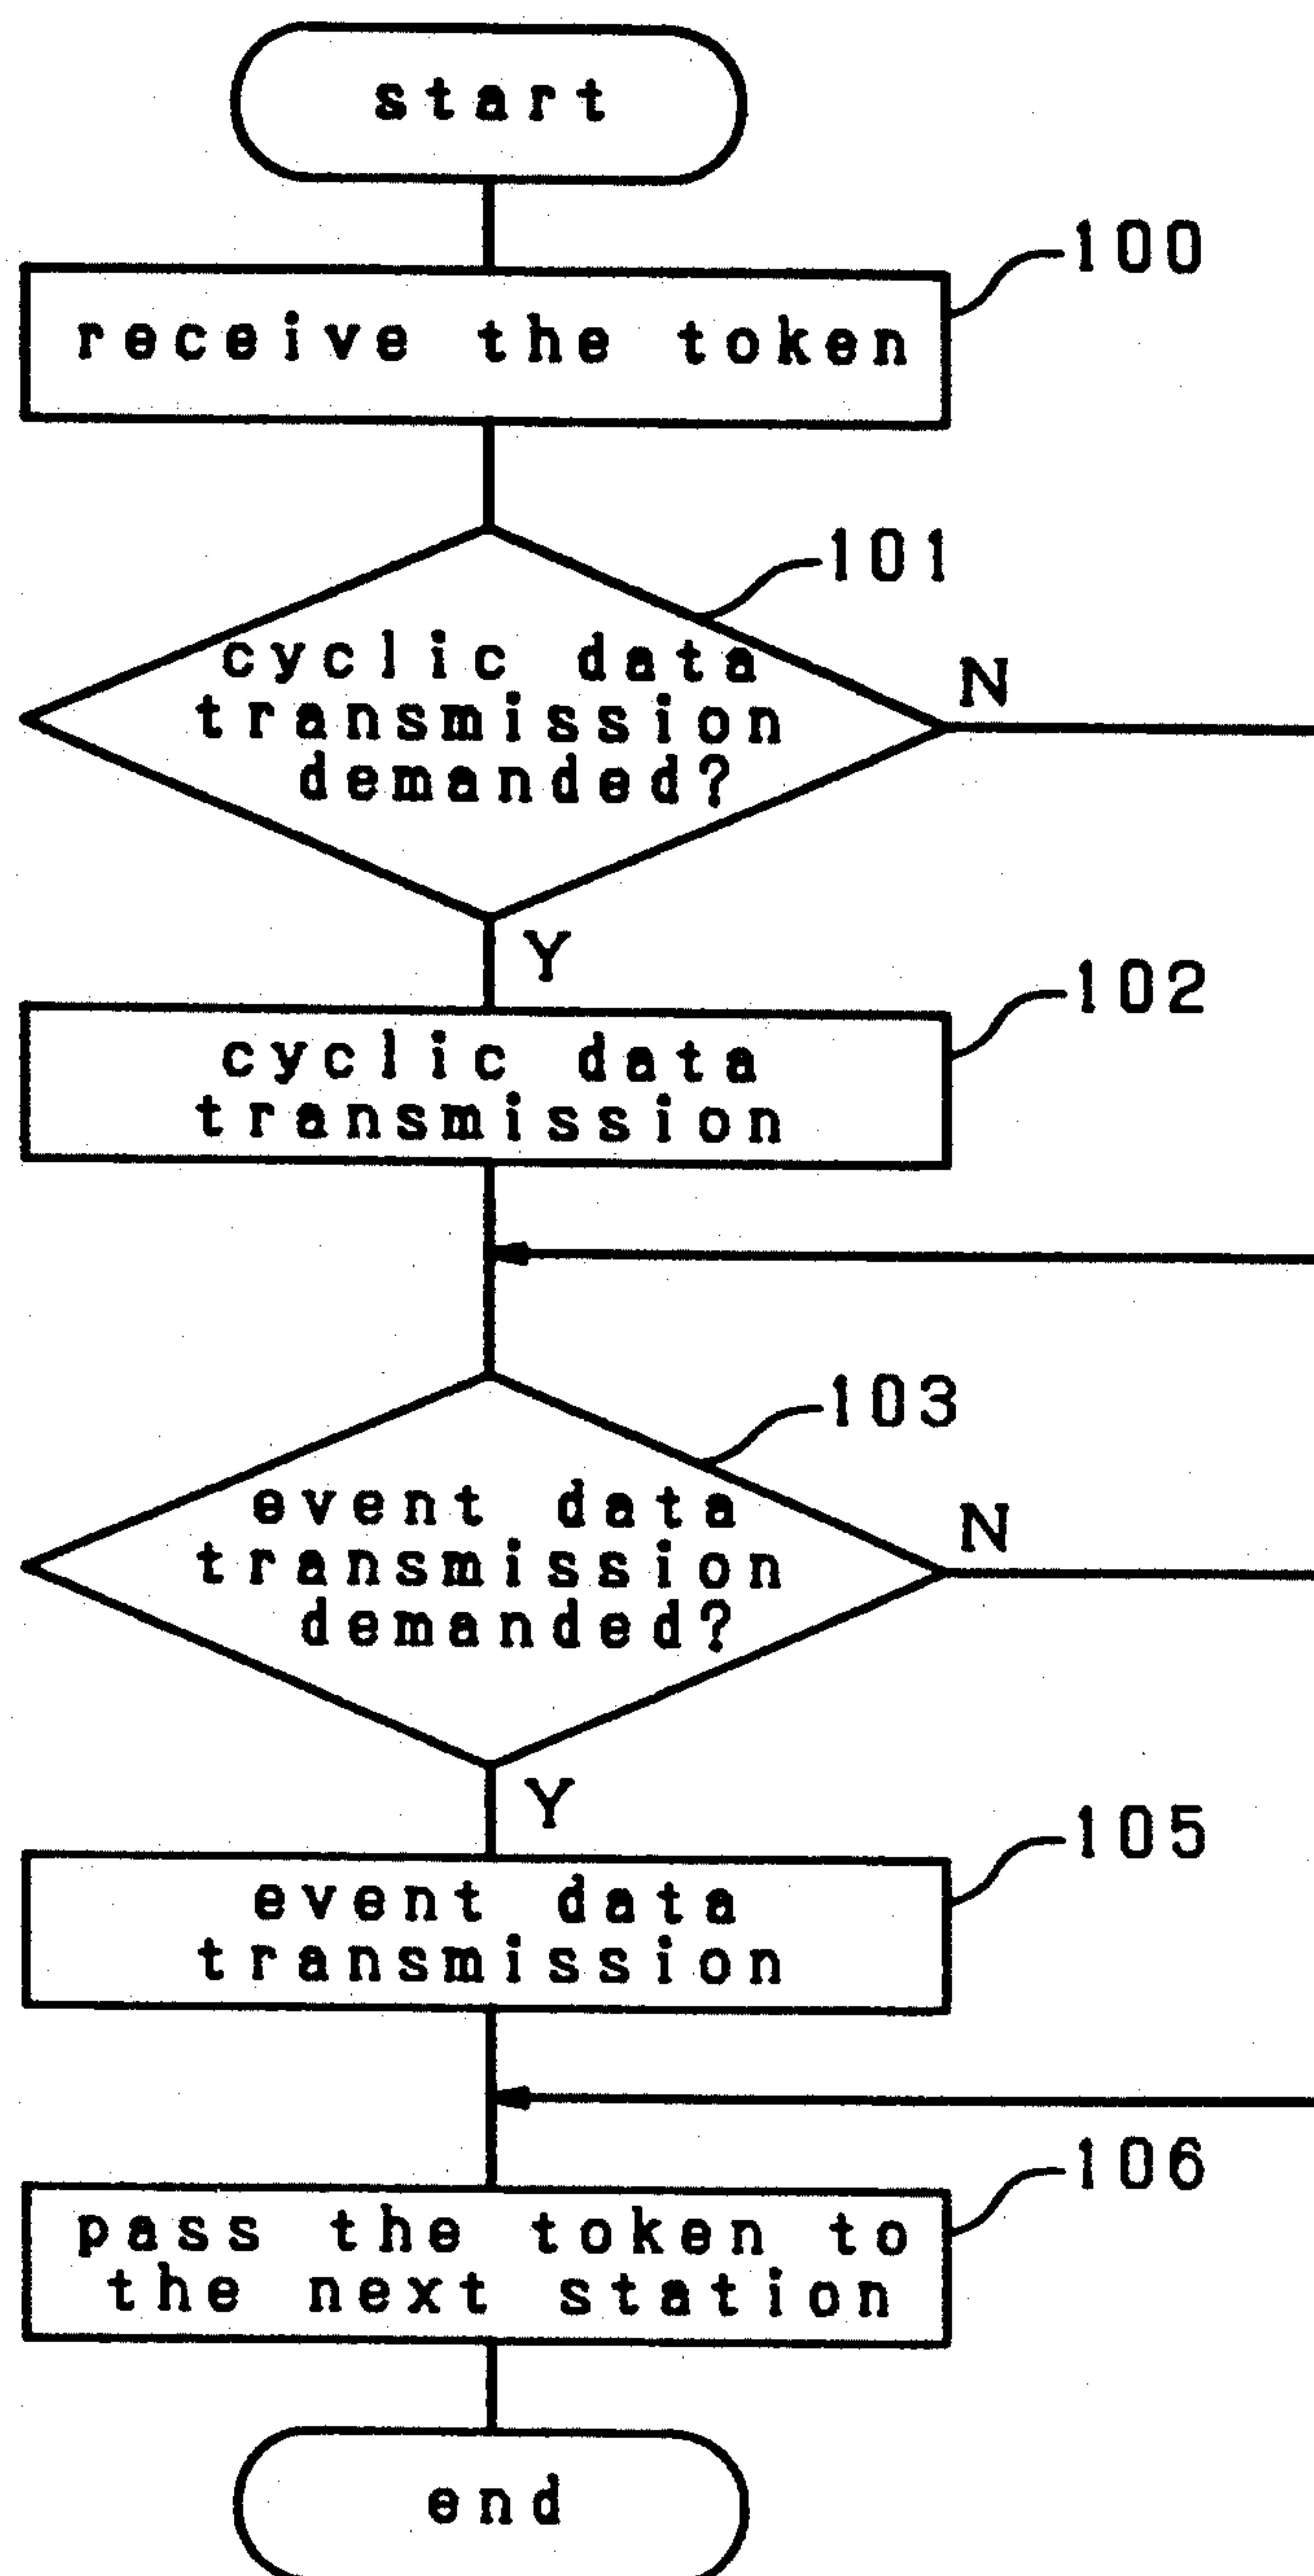 start
100
receive the token
101
cyclic data
transmission
demanded?
N
Y
102
cyclic data
transmission
103
event data
transmission
demanded?
N
Y
105
event data
transmission
106
pass the token to
the next station
end